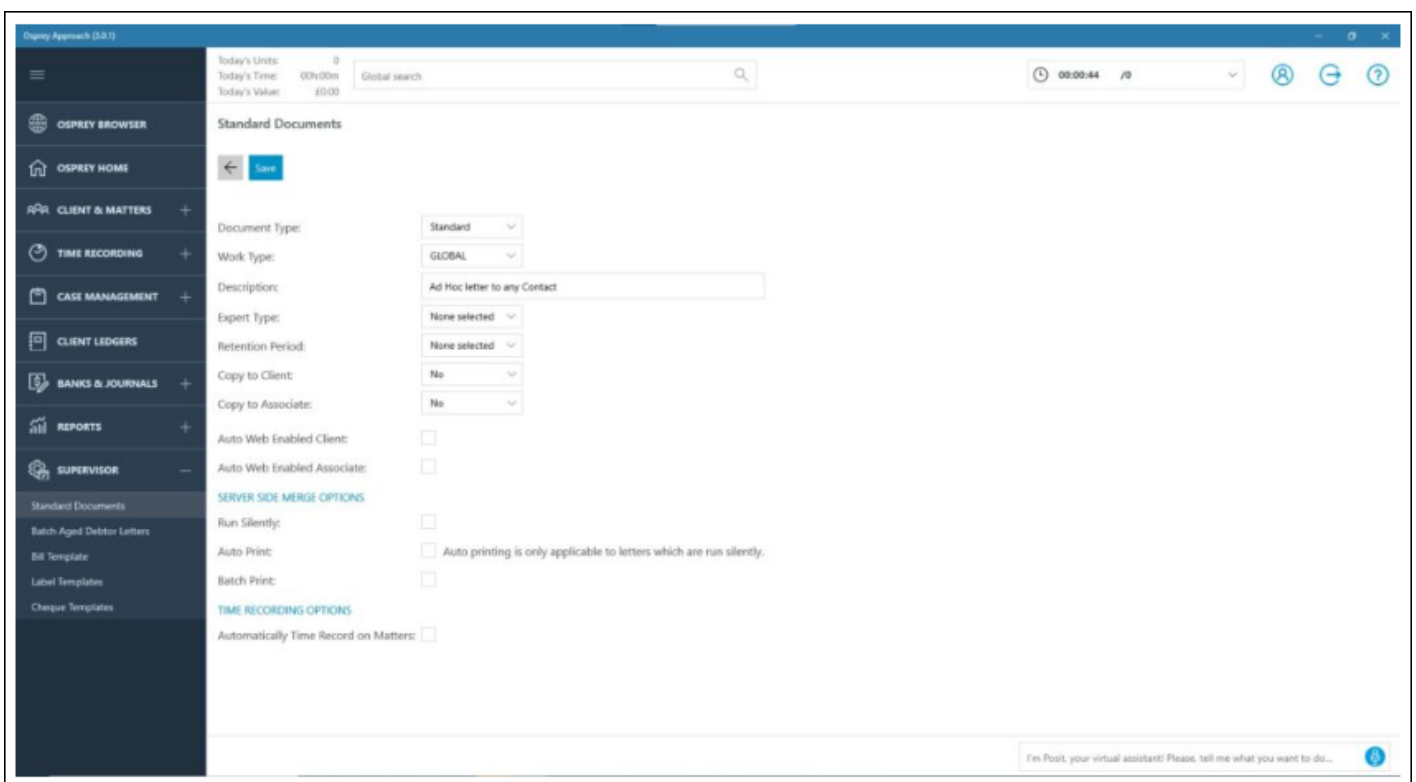 Osprey Approach (3.0.1)
Today's Units: 0
Today's Time: 00h:00m
Today's Value: £0.00
Global search
00:00:44 /0
OSPREY BROWSER
OSPREY HOME
CLIENT & MATTERS
TIME RECORDING
CASE MANAGEMENT
CLIENT LEDGERS
BANKS & JOURNALS
REPORTS
SUPERVISOR
Standard Documents
Batch Aged Debtor Letters
Bill Template
Label Templates
Cheque Templates
Standard Documents
Save
Document Type: Standard
Work Type: GLOBAL
Description: Ad Hoc letter to any Contact
Expert Type: None selected
Retention Period: None selected
Copy to Client: No
Copy to Associate: No
Auto Web Enabled Client:
Auto Web Enabled Associate:
SERVER SIDE MERGE OPTIONS
Run Silently:
Auto Print: Auto printing is only applicable to letters which are run silently.
Batch Print:
TIME RECORDING OPTIONS
Automatically Time Record on Matters:
I'm Posit, your virtual assistant! Please, tell me what you want to do...